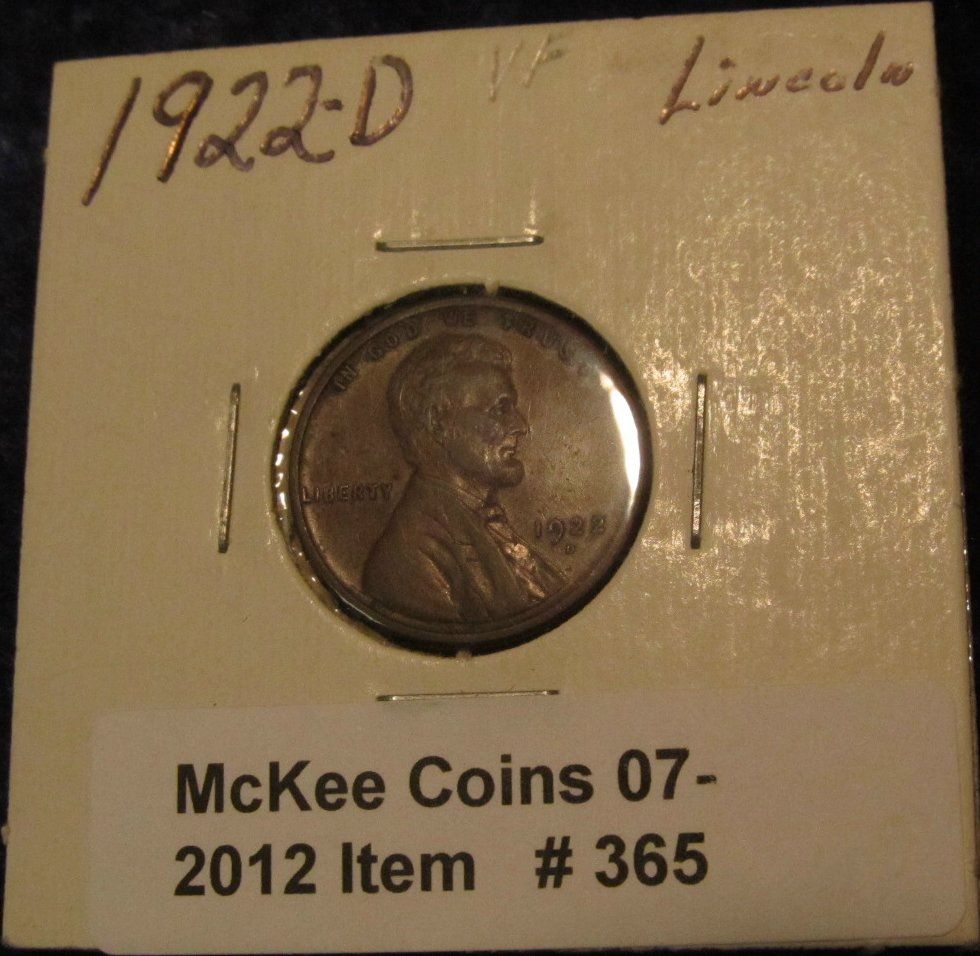 1922-D VF Lincoln
IN GOD WE TRUST
LIBERTY
1922
D
McKee Coins 07-
2012 Item # 365